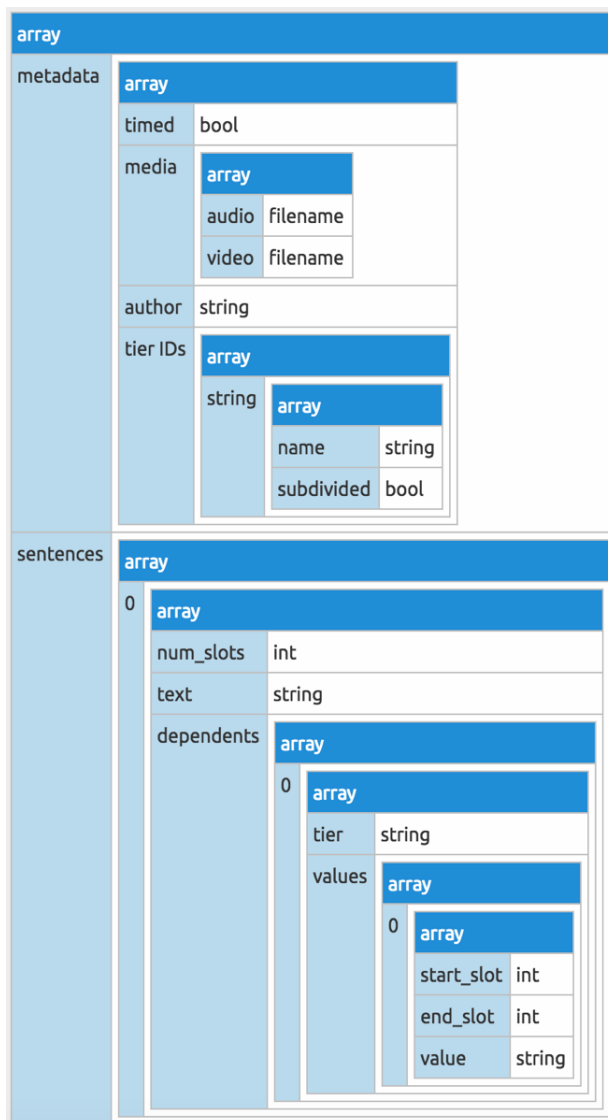 array
metadata array
timed bool
media array
audio filename
video filename
author string
tier IDs array
string array
name string
subdivided bool
sentences array
0 array
num_slots int
text string
dependents array
0 array
tier string
values array
0 array
start_slot int
end_slot int
value string